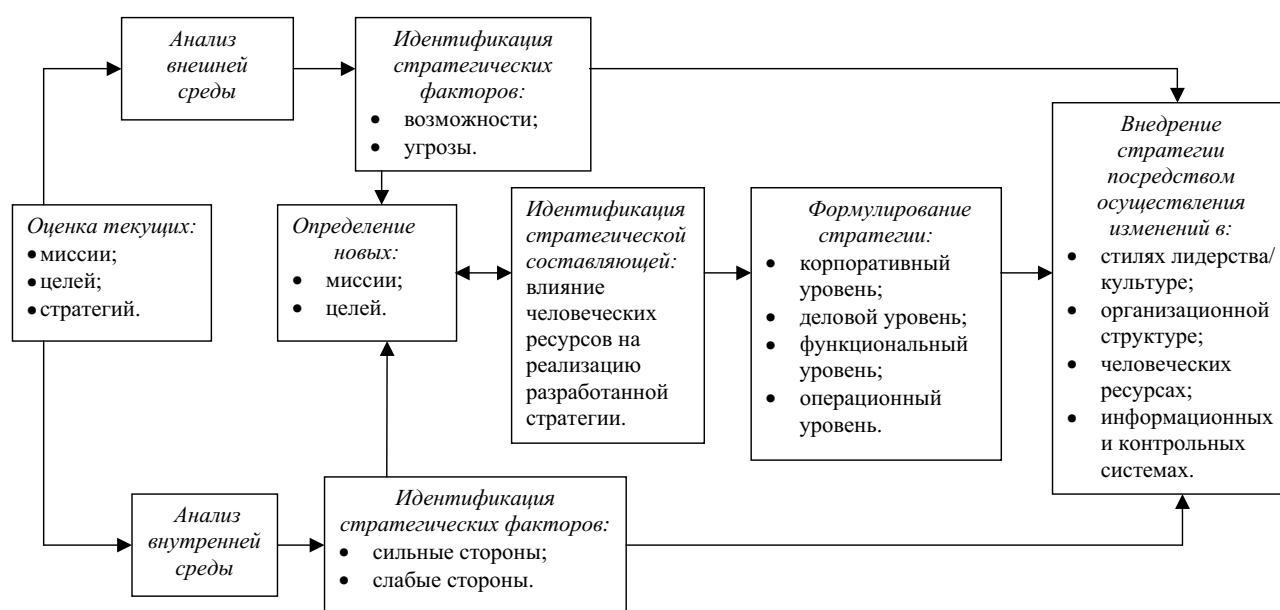 Анализ
внешней
среды
Идентификация
стратегических
факторов:
• возможности;
• угрозы.
Оценка текущих:
• миссии;
• целей;
• стратегий.
Определение
новых:
• миссии;
• целей.
Идентификация
стратегической
составляющей:
влияние
человеческих
ресурсов на
реализацию
разработанной
стратегии.
Формулирование
стратегии:
• корпоративный
уровень;
• деловой уровень;
• функциональный
уровень;
• операционный
уровень.
Внедрение
стратегии
посредством
осуществления
изменений в:
• стилях лидерства/
культуре;
• организационной
структуре;
• человеческих
ресурсах;
• информационных
и контрольных
системах.
Анализ
внутренней
среды
Идентификация
стратегических факторов:
• сильные стороны;
• слабые стороны.